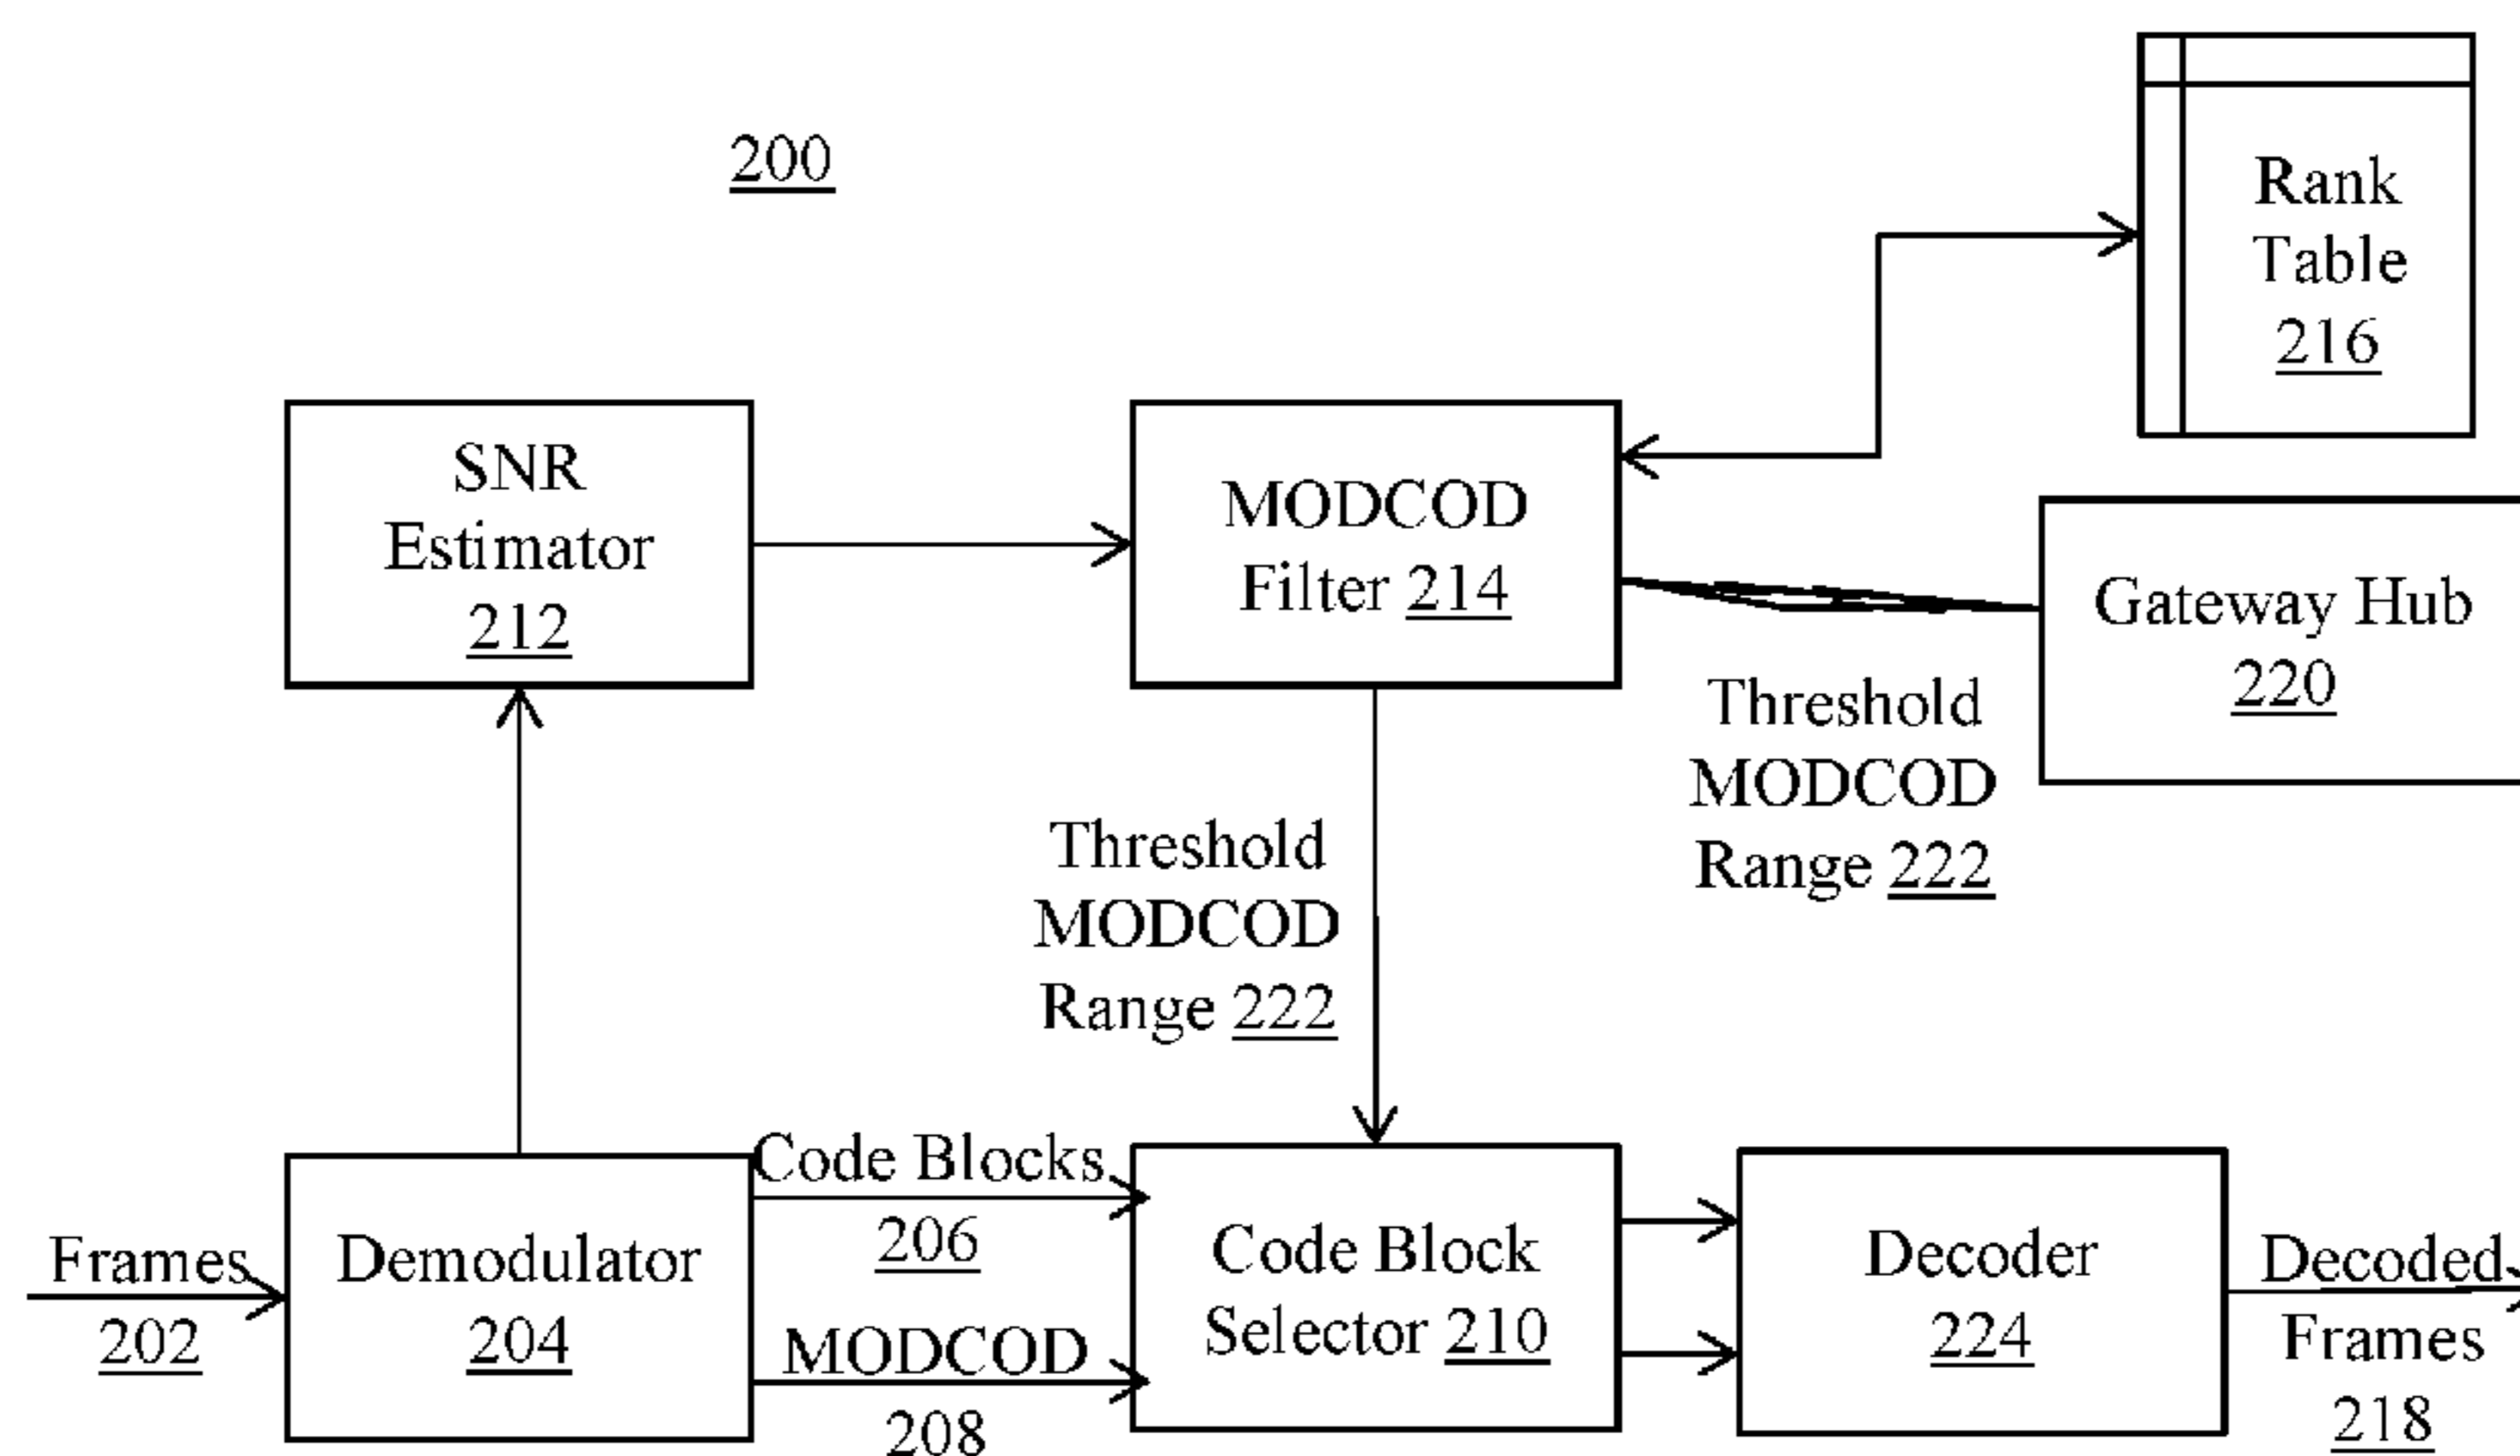 200
Rank
Table
216
SNR
Estimator
212
MODCOD
Filter 214
Gateway Hub
220
Threshold
MODCOD
Range 222
Threshold
MODCOD
Range 222
Frames
202
Demodulator
204
Code Blocks
206
MODCOD
208
Code Block
Selector 210
Decoder
224
Decoded
Frames
218